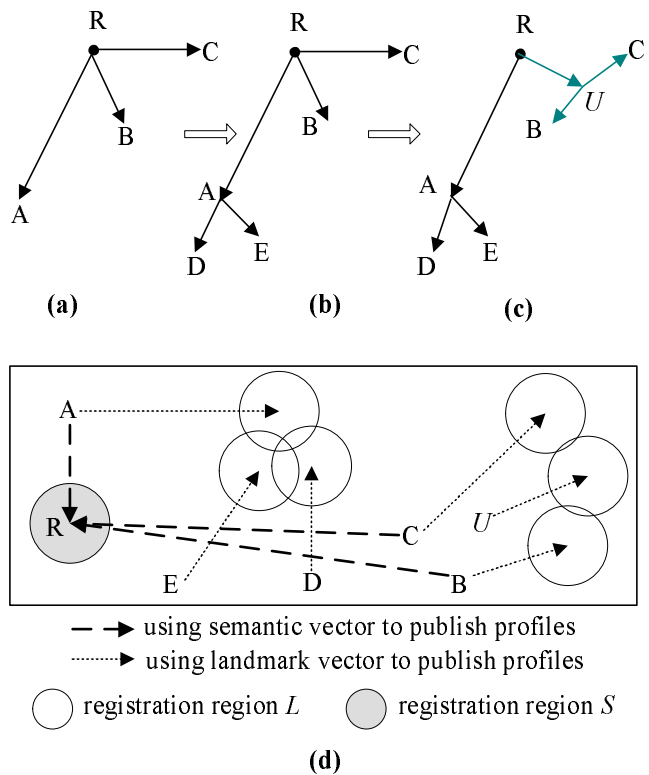 R R R
C C C
B B U
B
A A A
D E D E
(a) (b) (c)
A
R
C U
E D B
using semantic vector to publish profiles
using landmark vector to publish profiles
registration region L registration region S
(d)